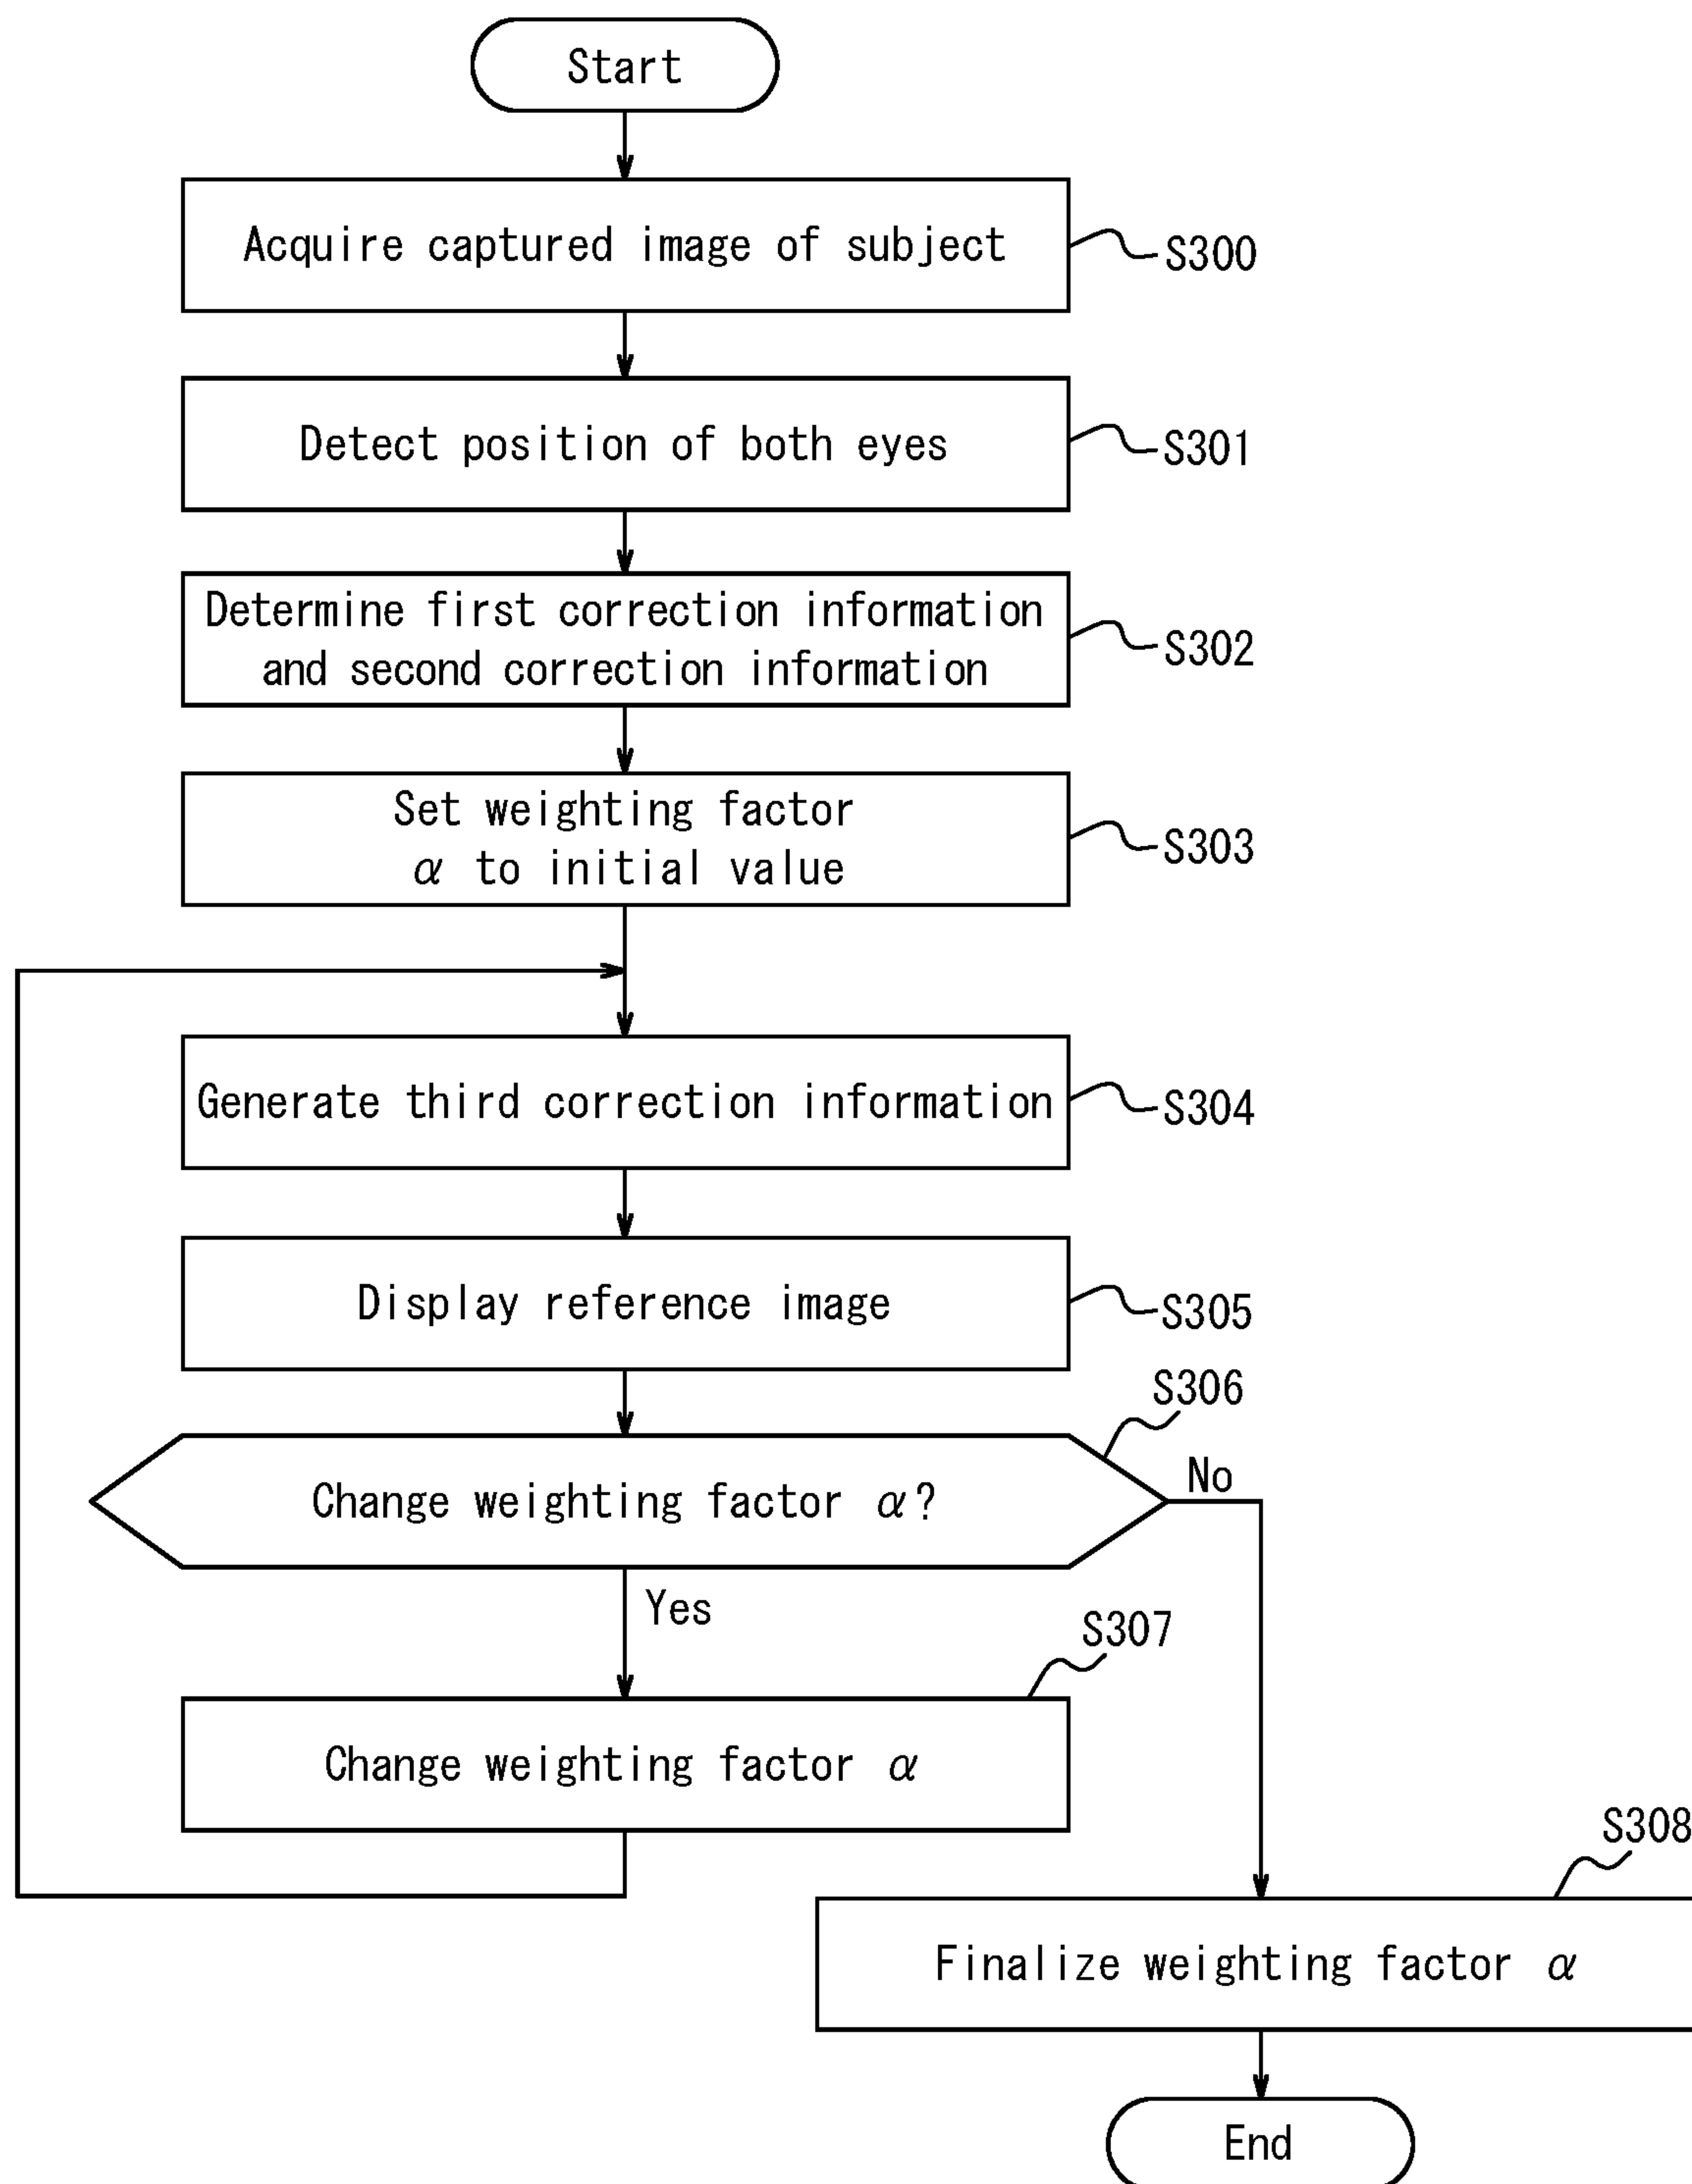 Start
Acquire captured image of subject
S300
Detect position of both eyes
S301
Determine first correction information
and second correction information
S302
Set weighting factor
α to initial value
S303
Generate third correction information
S304
Display reference image
S305
S306
Change weighting factor α?
No
Yes
S307
Change weighting factor α
S308
Finalize weighting factor α
End